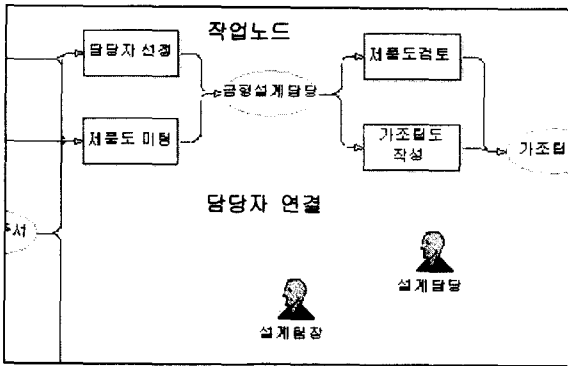 작업노드
담당자 선정
제품도검토
금형설계담당
제품도 미팅
가조립도
작성
가조립
서
담당자 연결
설계담당
설계팀장